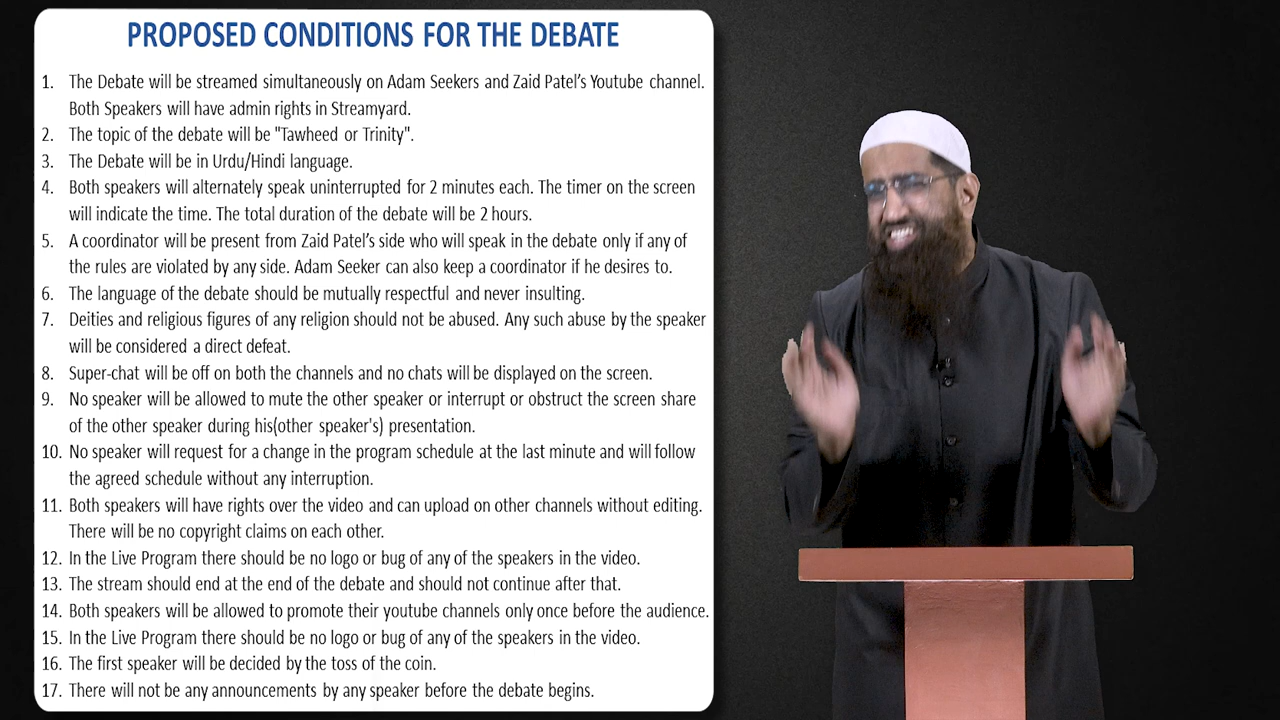 PROPOSED CONDITIONS FOR THE DEBATE
1. The Debate will be streamed simultaneously on Adam Seekers and Zaid Patel's Youtube channel.
Both Speakers will have admin rights in Streamyard.
2. The topic of the debate will be "Tawheed or Trinity".
3. The Debate will be in Urdu/Hindi language.
4. Both speakers will alternately speak uninterrupted for 2 minutes each. The timer on the screen
will indicate the time. The total duration of the debate will be 2 hours.
5. A coordinator will be present from Zaid Patel's side who will speak in the debate only if any of
the rules are violated by any side. Adam Seeker can also keep a coordinator if he desires to.
6. The language of the debate should be mutually respectful and never insulting.
7. Deities and religious figures of any religion should not be abused. Any such abuse by the speaker
will be considered a direct defeat.
8. Super-chat will be off on both the channels and no chats will be displayed on the screen.
9. No speaker will be allowed to mute the other speaker or interrupt or obstruct the screen share
of the other speaker during his(other speaker's) presentation.
10. No speaker will request for a change in the program schedule at the last minute and will follow
the agreed schedule without any interruption.
11. Both speakers will have rights over the video and can upload on other channels without editing.
There will be no copyright claims on each other.
12. In the Live Program there should be no logo or bug of any of the speakers in the video.
13. The stream should end at the end of the debate and should not continue after that.
14. Both speakers will be allowed to promote their youtube channels only once before the audience.
15. In the Live Program there should be no logo or bug of any of the speakers in the video.
16. The first speaker will be decided by the toss of the coin.
17. There will not be any announcements by any speaker before the debate begins.